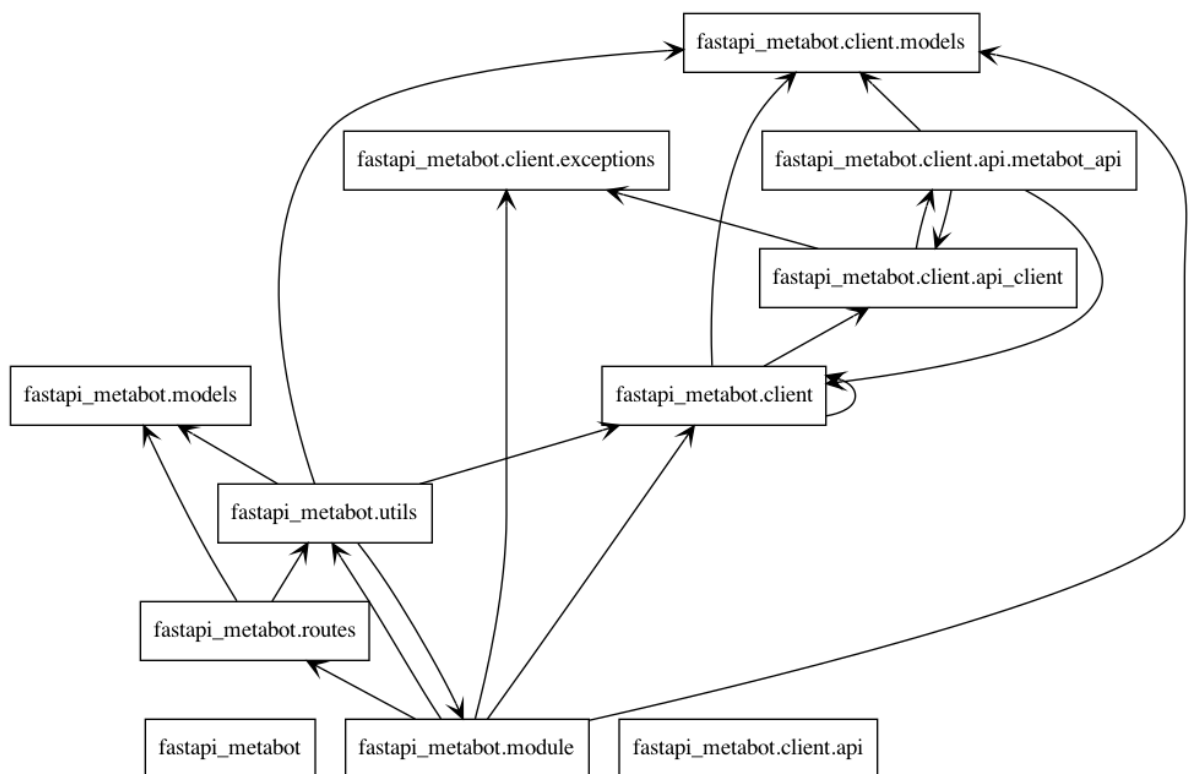 fastapi_metabot.client.models
fastapi_metabot.client.exceptions
fastapi_metabot.client.api.metabot_api
fastapi_metabot.client.api_client
fastapi_metabot.models
fastapi_metabot.client
fastapi_metabot.utils
fastapi_metabot.routes
fastapi_metabot
fastapi_metabot.module
fastapi_metabot.client.api